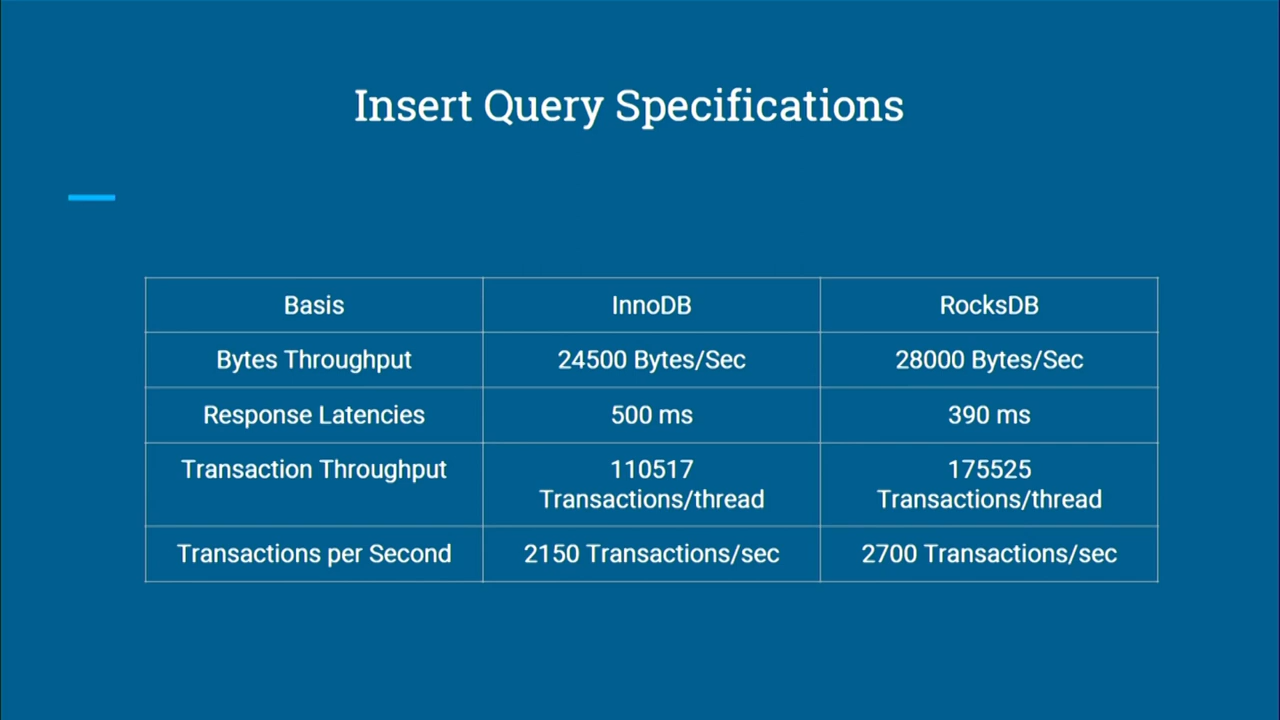 Insert Query Specifications
Basis InnoDB RocksDB
Bytes Throughput 24500 Bytes/Sec 28000 Bytes/Sec
Response Latencies 500 ms 390 ms
Transaction Throughput 110517 175525
Transactions/thread Transactions/thread
Transactions per Second 2150 Transactions/sec 2700 Transactions/sec